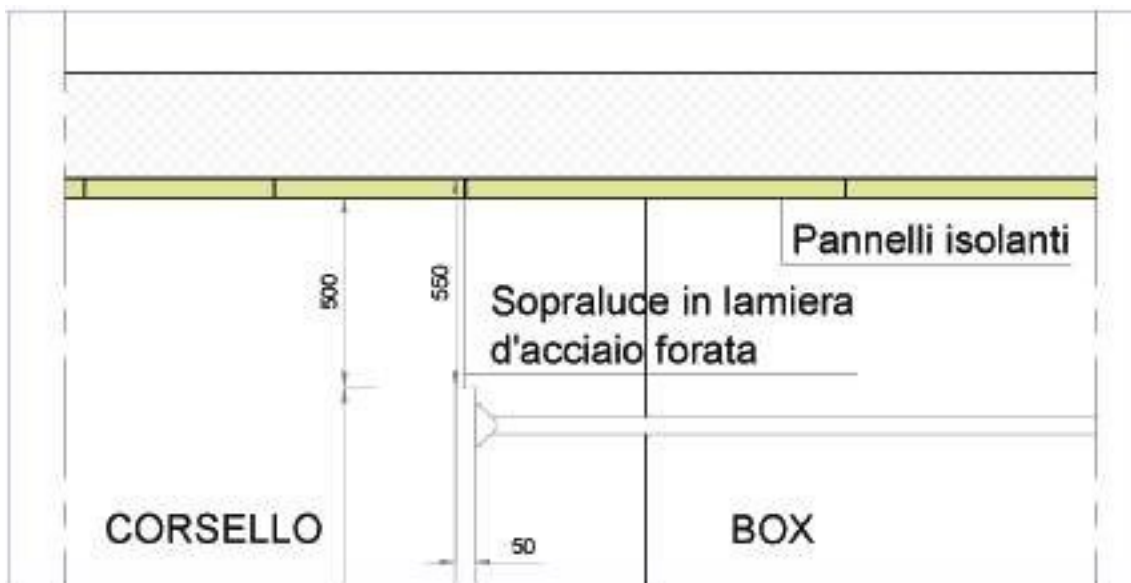 Pannelli isolanti
500
550
Sopraluce in lamiera
d'acciaio forata
CORSELLO
BOX
50